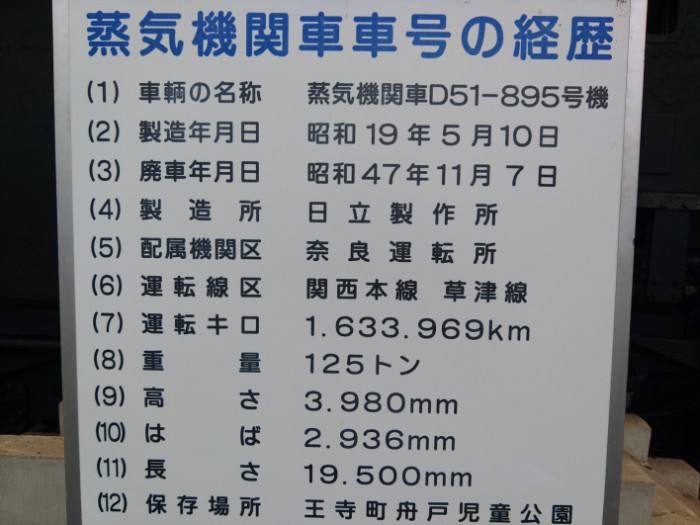 蒸気機関車車号の経歴
(1) 車輌の名称 蒸気機関車D51-895号機
(2) 製造年月日 昭和19年5月10日
(3) 廃車年月日 昭和47年11月7日
(4) 製造所 日立製作所
(5) 配属機関区 奈良運転所
(6) 運転線区 関西本線 草津線
(7) 運転キロ 1.633.969km
(8) 重量 125トン
(9) 高さ 3.980mm
(10) はば 2.936mm
(11) 長さ 19.500mm
(12) 保存場所 王寺町舟戸児童公園